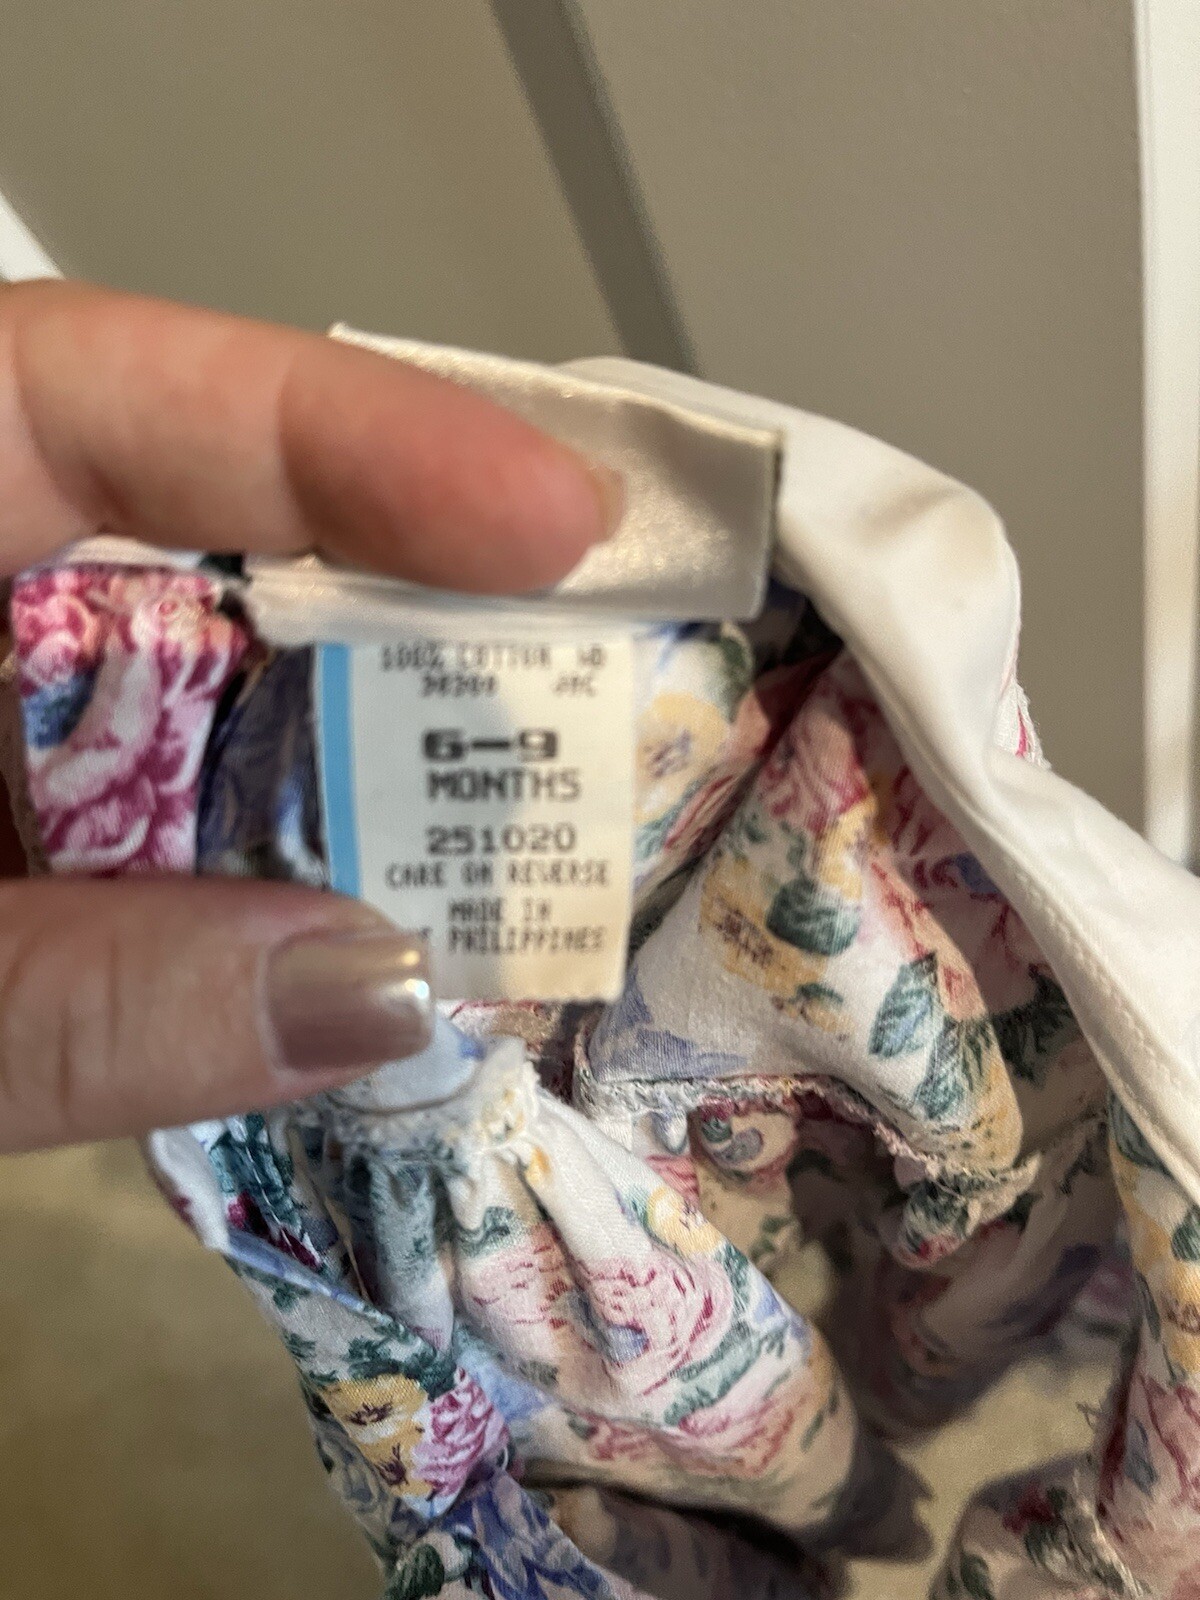 100% COTTON
6-9
MONTHS
251020
CARE ON REVERSE
MADE IN
PHILIPPINES